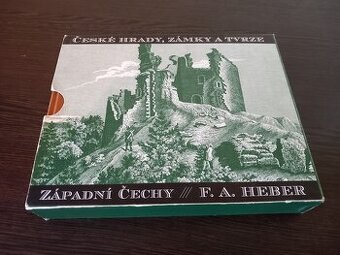 ČESKÉ HRADY, ZÁMKY A TVRZE
ZÁPADNÍ ČECHY /// F. A. HEBER